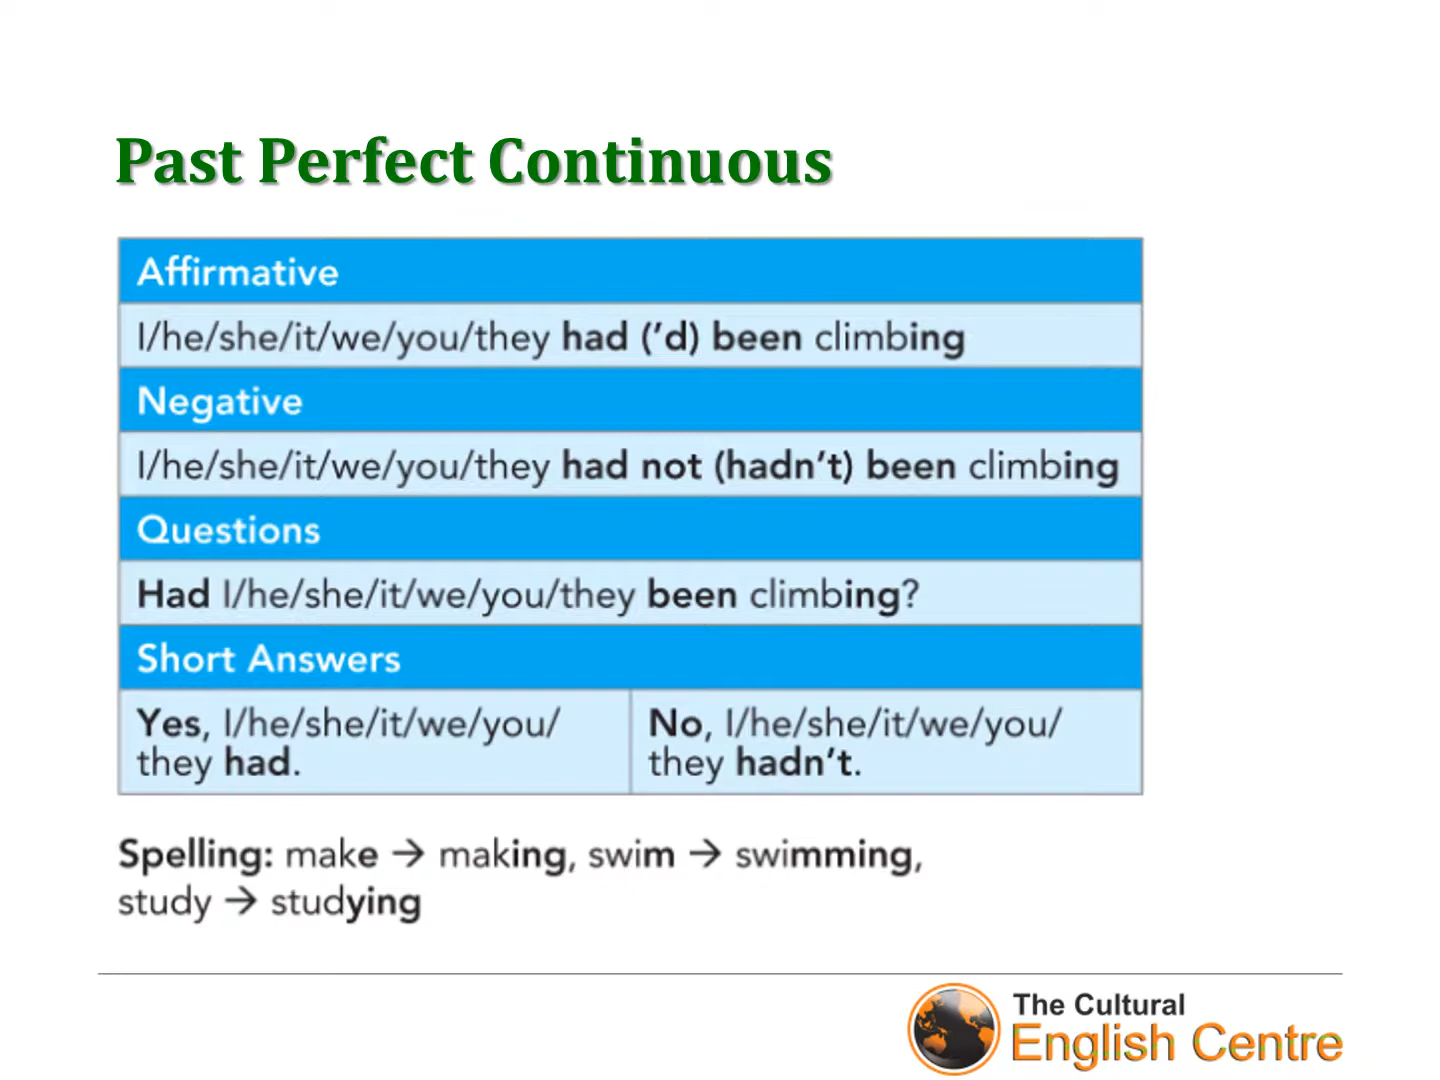 Past Perfect Continuous
Affirmative
I/he/she/it/we/you/they had (’d) been climbing
Negative
I/he/she/it/we/you/they had not (hadn’t) been climbing
Questions
Had I/he/she/it/we/you/they been climbing?
Short Answers
Yes, I/he/she/it/we/you/
they had.
No, I/he/she/it/we/you/
they hadn’t.
Spelling: make → making, swim → swimming,
study → studying
The Cultural
English Centre